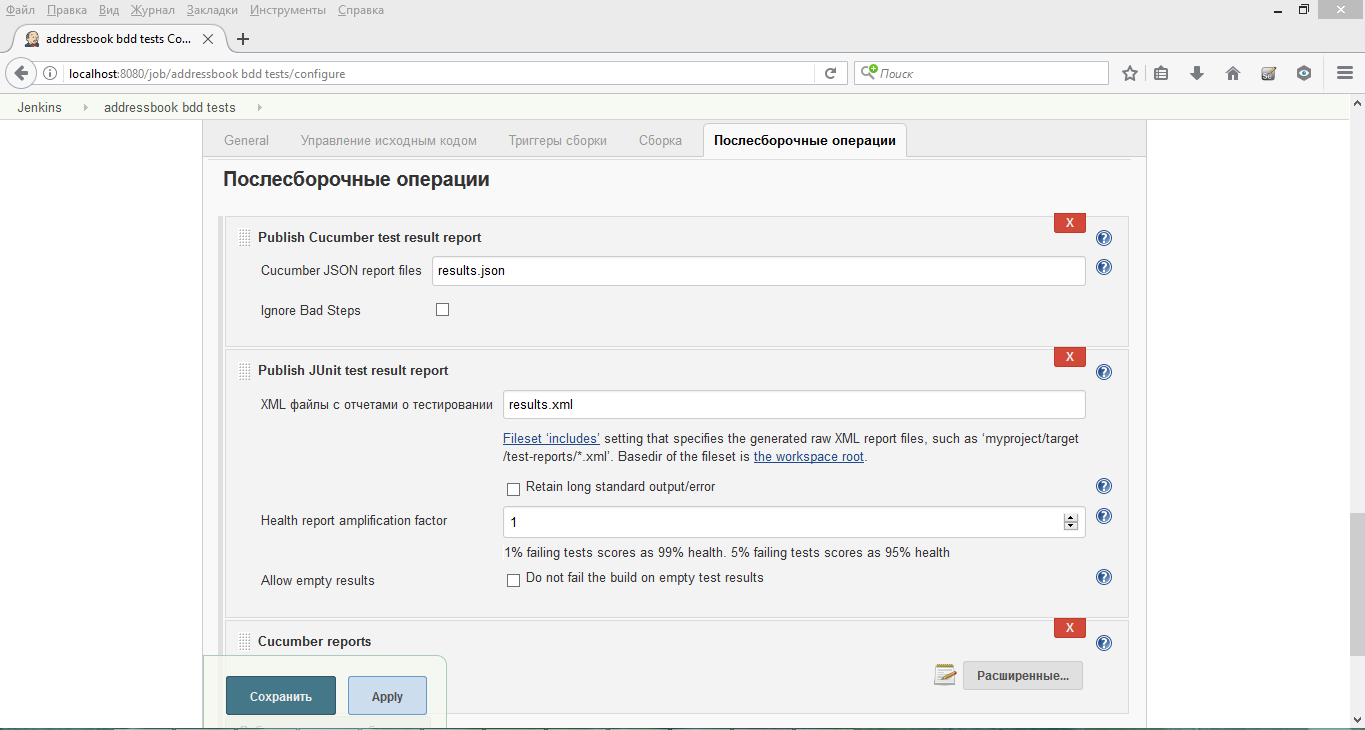 Файл Правка Вид Журнал Закладки Инструменты Справка
addressbook bdd tests Co...
localhost:8080/job/addressbook bdd tests/configure
Поиск
Jenkins addressbook bdd tests
General Управление исходным кодом Триггеры сборки Сборка Послесборочные операции
Послесборочные операции
X
Publish Cucumber test result report
Cucumber JSON report files results.json
Ignore Bad Steps
X
Publish JUnit test result report
XML файлы с отчетами о тестировании results.xml
Fileset ‘includes’ setting that specifies the generated raw XML report files, such as ‘myproject/target
/test-reports/*.xml’. Basedir of the fileset is the workspace root.
Retain long standard output/error
Health report amplification factor 1
1% failing tests scores as 99% health. 5% failing tests scores as 95% health
Allow empty results Do not fail the build on empty test results
X
Cucumber reports
Расширенные...
Сохранить Apply